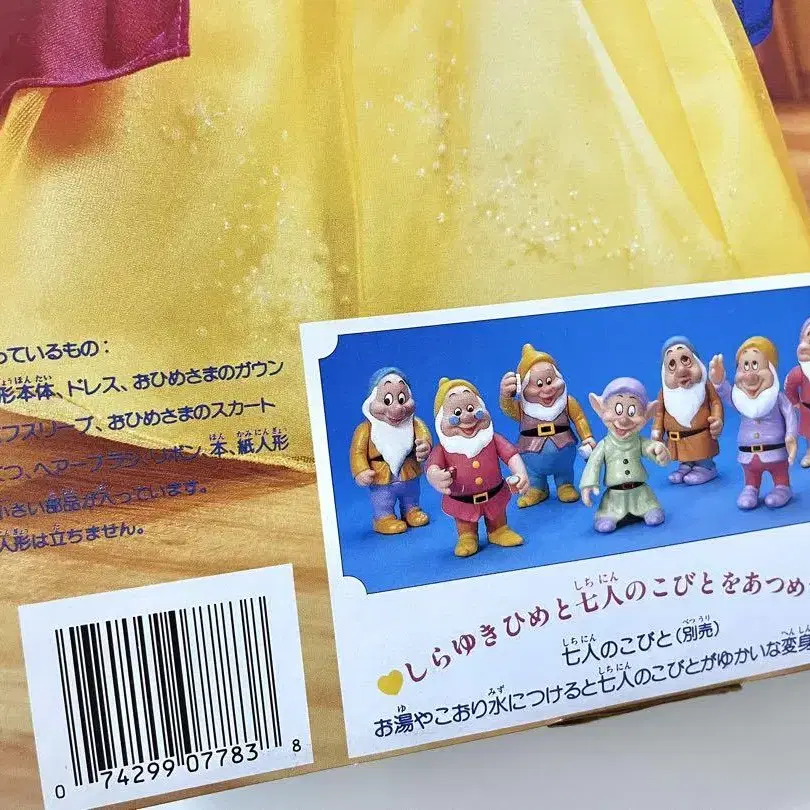 っているもの：
形本体、ドレス、おひめさまのガウン
フスリーブ、おひめさまのスカート
つ、ヘアーブラシ、リボン、本、紙人形
小さい部品が入っています。
人形は立ちません。
しらゆきひめと七人のこびとをあつめ
七人のこびと（別売）
お湯やこおり水につけると七人のこびとがゆかいな変身
0 74299 07783 8